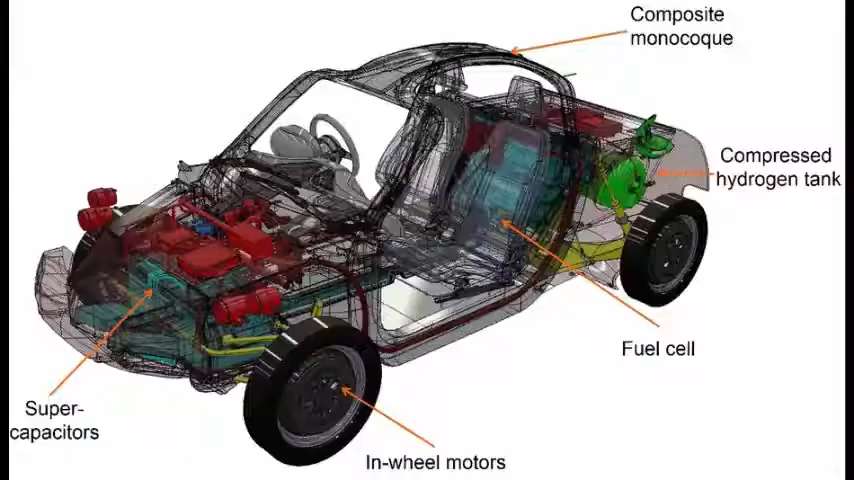 Composite
monocoque
Compressed
hydrogen tank
Fuel cell
Super-
capacitors
In-wheel motors